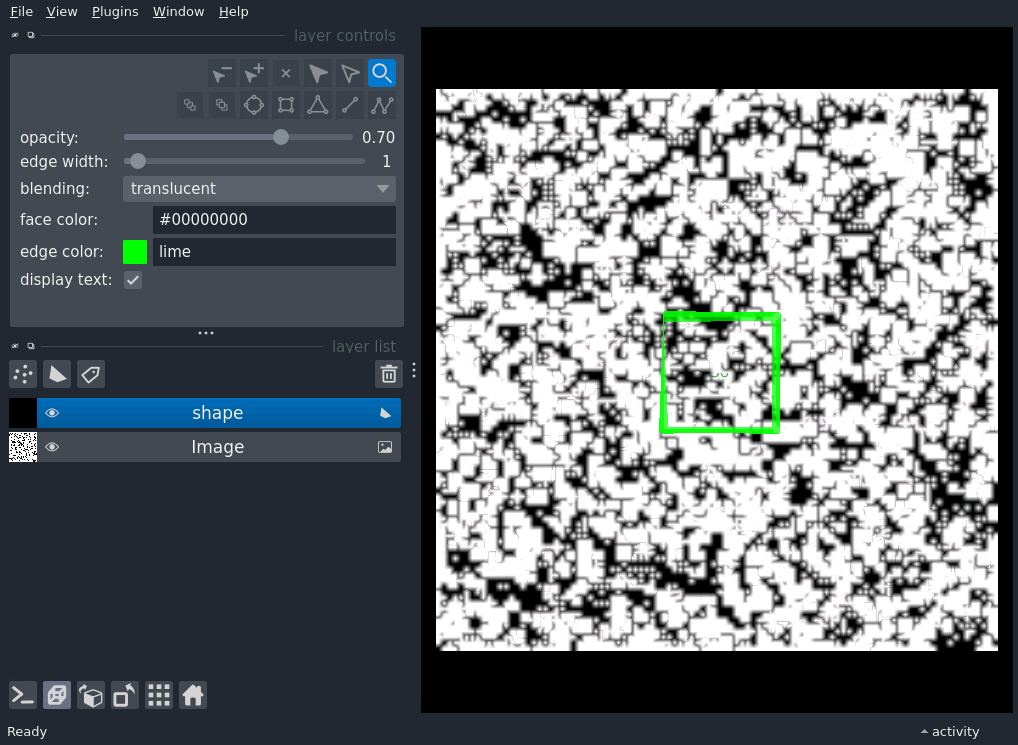 File View Plugins Window Help
layer controls
opacity: 0.70
edge width: 1
blending: translucent
face color: #00000000
edge color: lime
display text:
layer list
shape
Image
Ready
activity